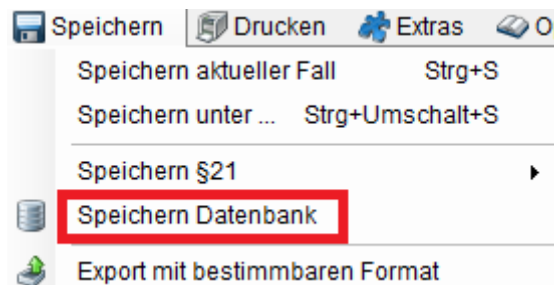 Speichern Drucken Extras O
Speichern aktueller Fall Strg+S
Speichern unter ... Strg+Umschalt+S
Speichern §21
Speichern Datenbank
Export mit bestimmbaren Format